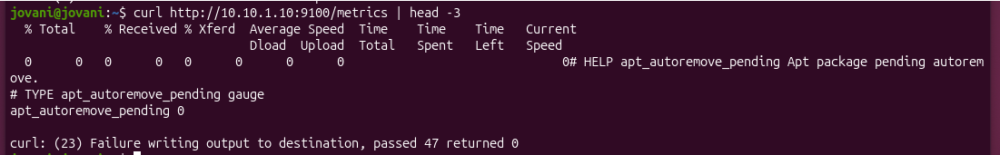 jovani@jovani:~$ curl http://10.10.1.10:9100/metrics | head -3
  % Total    % Received % Xferd  Average Speed  Time    Time    Time   Current
                                 Dload  Upload  Total   Spent   Left   Speed
  0      0   0      0   0      0      0      0                              0# HELP apt_autoremove_pending Apt package pending autorem
ove.
# TYPE apt_autoremove_pending gauge
apt_autoremove_pending 0
curl: (23) Failure writing output to destination, passed 47 returned 0